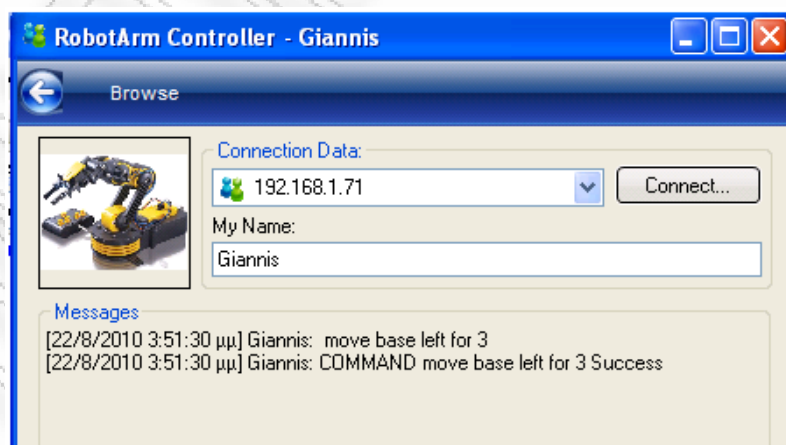 RobotArm Controller - Giannis
Browse
Connection Data:
192.168.1.71
Connect...
My Name:
Giannis
Messages
[22/8/2010 3:51:30 μμ] Giannis:  move base left for 3
[22/8/2010 3:51:30 μμ] Giannis: COMMAND move base left for 3 Success